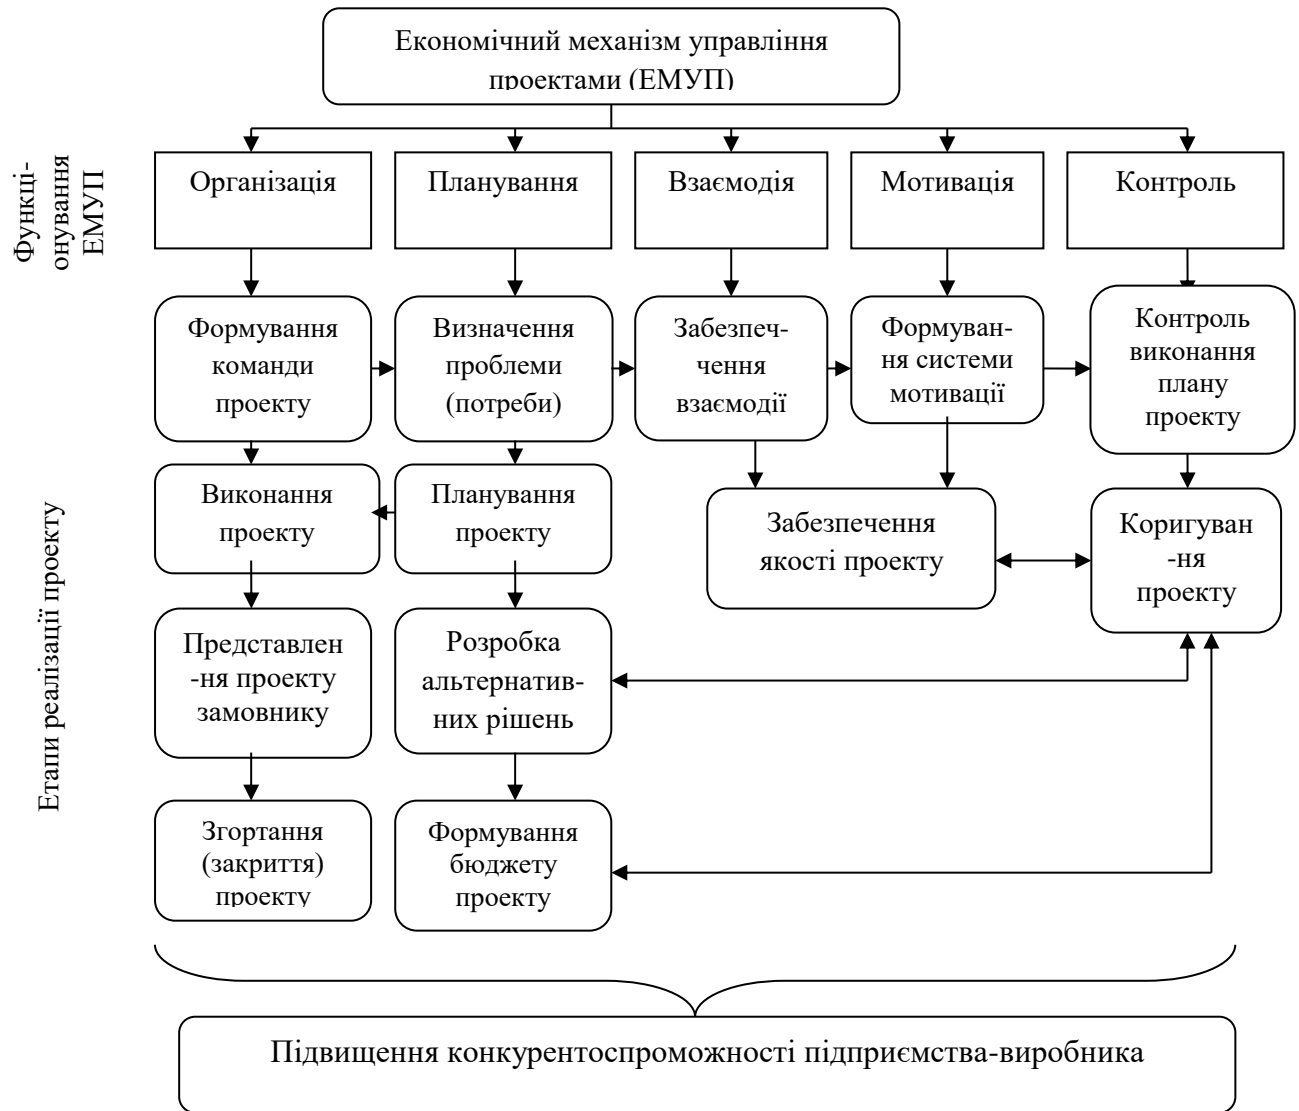 Економічний механізм управління
проектами (ЕМУП)
Функці-
онування
ЕМУП
Організація
Планування
Взаємодія
Мотивація
Контроль
Формування
команди
проекту
Визначення
проблеми
(потреби)
Забезпеч-
чення
взаємодії
Формуван-
ня системи
мотивації
Контроль
виконання
плану
проекту
Етапи реалізації проекту
Виконання
проекту
Планування
проекту
Забезпечення
якості проекту
Коригуван
-ня
проекту
Представлен
-ня проекту
замовнику
Розробка
альтернатив-
них рішень
Згортання
(закриття)
проекту
Формування
бюджету
проекту
Підвищення конкурентоспроможності підприємства-виробника